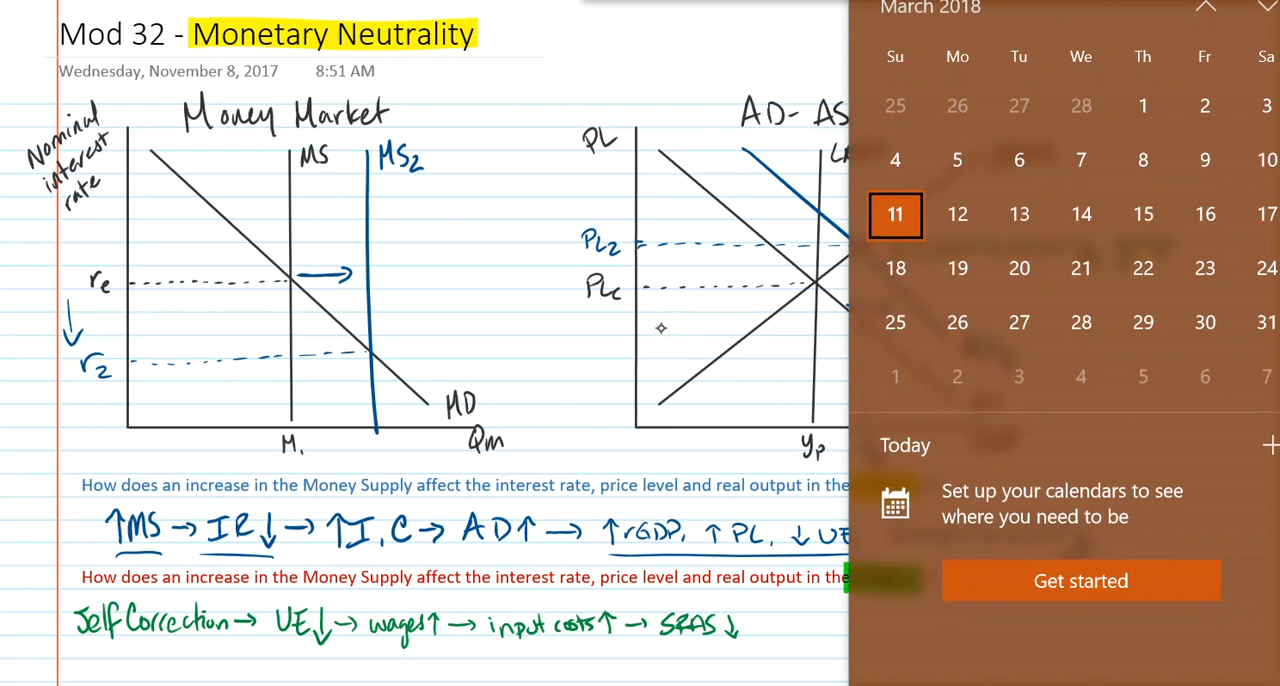 Mod 32 - Monetary Neutrality
Wednesday, November 8, 2017 8:51 AM
Money Market
Nominal
interest
rate
MS
MS2
re
r2
MD
M1
Qm
AD-AS
PL
PL2
PLe
Yp
How does an increase in the Money Supply affect the interest rate, price level and real output in the
↑MS → IR↓ → ↑I, C → AD↑ → ↑rGDP, ↑PL, ↓UE
How does an increase in the Money Supply affect the interest rate, price level and real output in the
Self Correction → UE↓ → wages↑ → input costs↑ → SRAS↓
March 2018
Su Mo Tu We Th Fr Sa
25 26 27 28 1 2 3
4 5 6 7 8 9 10
11 12 13 14 15 16 17
18 19 20 21 22 23 24
25 26 27 28 29 30 31
1 2 3 4 5 6 7
Today
Set up your calendars to see
where you need to be
Get started